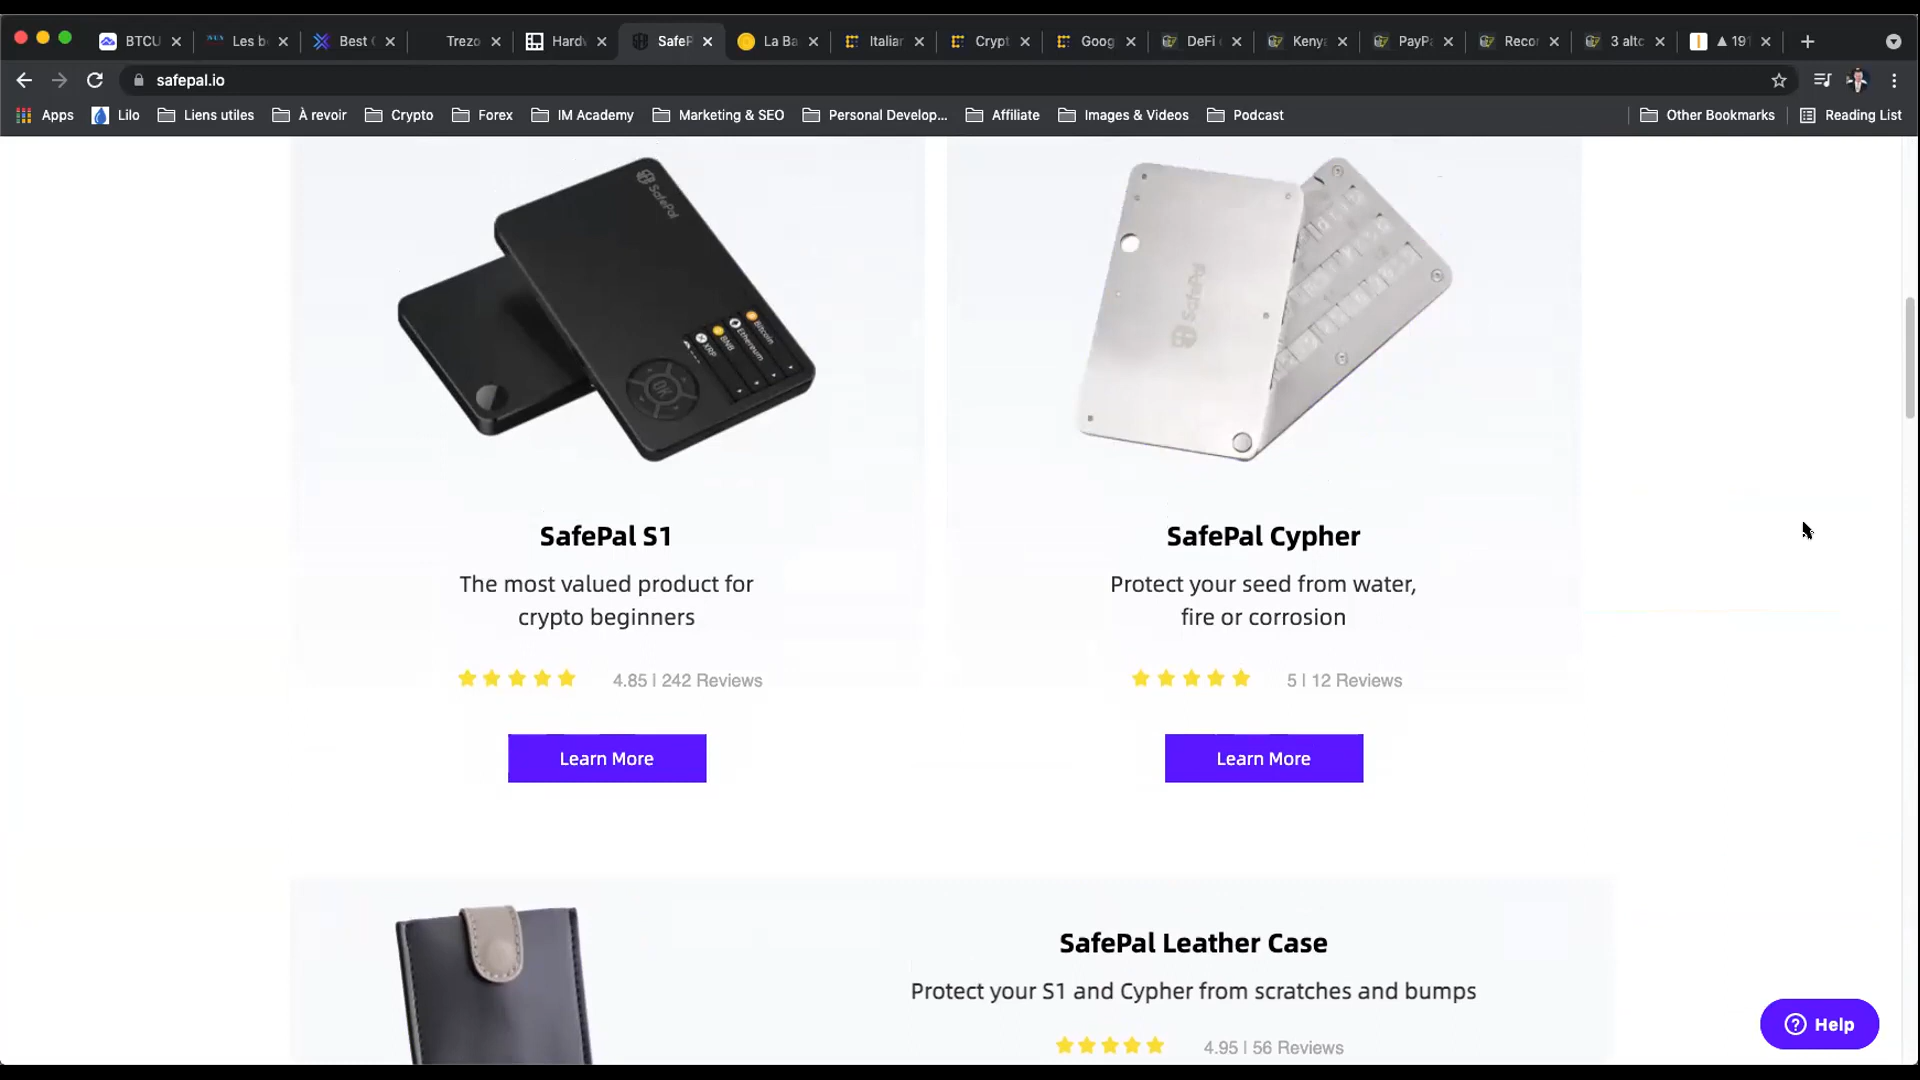 BTCU
Les b
Best
Trezo
Hardw
SafeP
La Ba
Italiar
Crypt
Goog
DeFi
Keny
PayP
Recor
3 altc
▲ 191
safepal.io
Apps
Lilo
Liens utiles
À revoir
Crypto
Forex
IM Academy
Marketing & SEO
Personal Develop...
Affiliate
Images & Videos
Podcast
Other Bookmarks
Reading List
SafePal
XRP
BNB
Ethereum
Bitcoin
OK
SafePal
SafePal S1
The most valued product for
crypto beginners
4.85 | 242 Reviews
Learn More
SafePal Cypher
Protect your seed from water,
fire or corrosion
5 | 12 Reviews
Learn More
SafePal Leather Case
Protect your S1 and Cypher from scratches and bumps
4.95 | 56 Reviews
Help